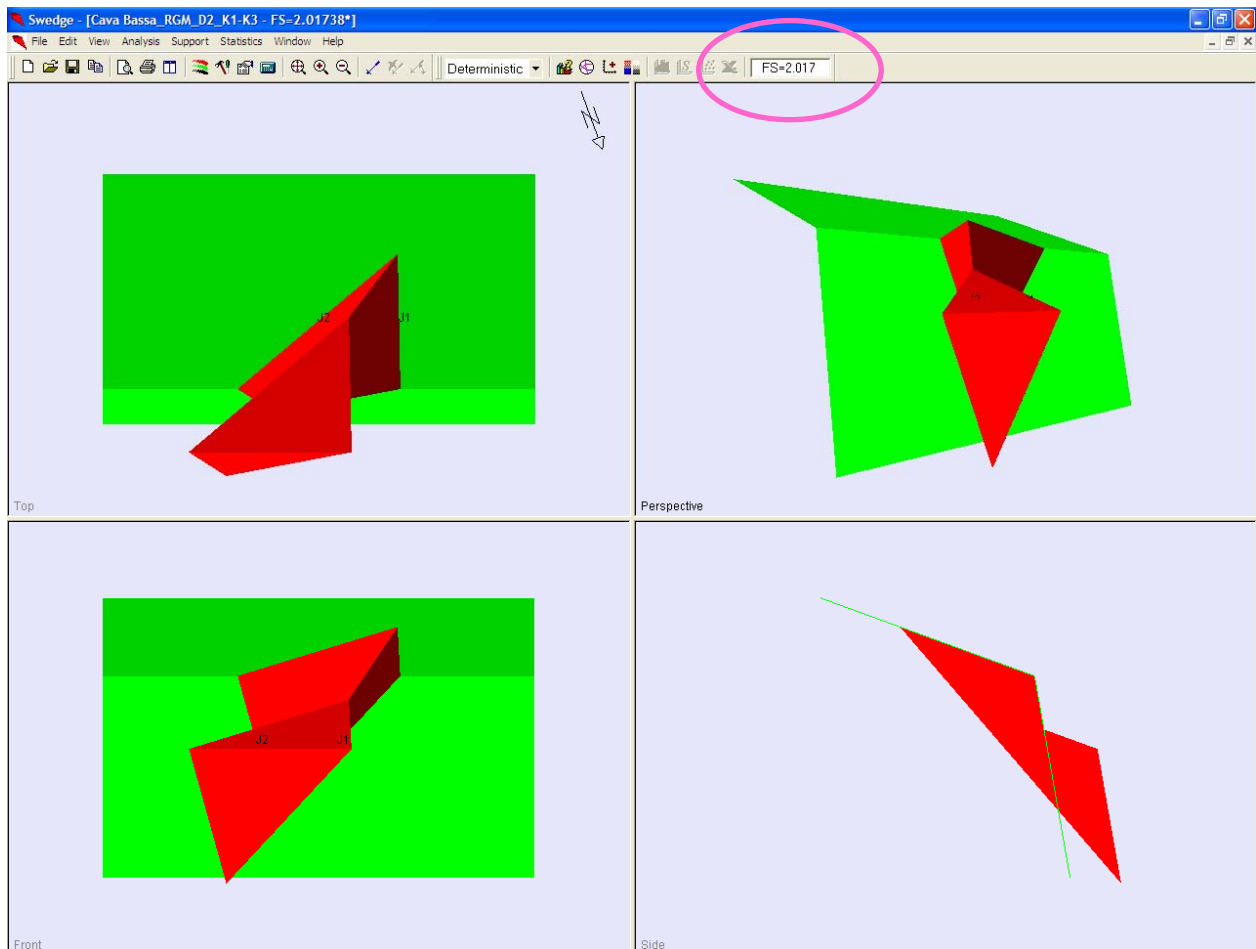 Swedge - [Cava Bassa_RGM_D2_K1-K3 - FS=2.01738*]
File Edit View Analysis Support Statistics Window Help
Deterministic FS=2.017
J2 J1
Top
Perspective
J2 J1
Front
Side